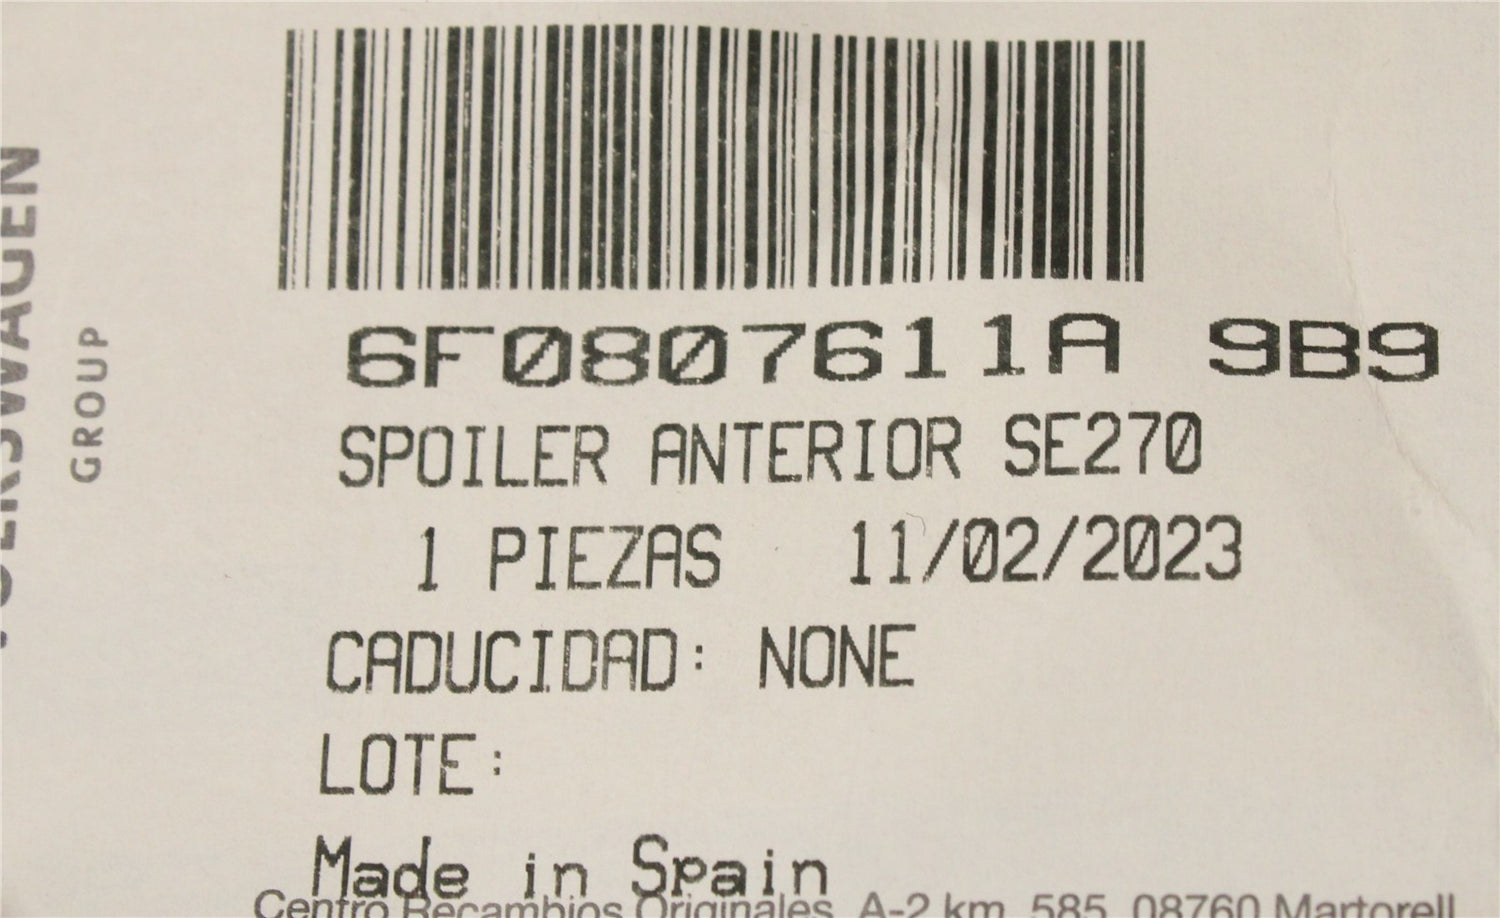 6F0807611A 9B9
SPOILER ANTERIOR SE270
1 PIEZAS 11/02/2023
CADUCIDAD: NONE
LOTE:
Made in Spain
Centro Recambios Originales, A-2 km. 585, 08760 Martorell
VOLKSWAGEN
GROUP